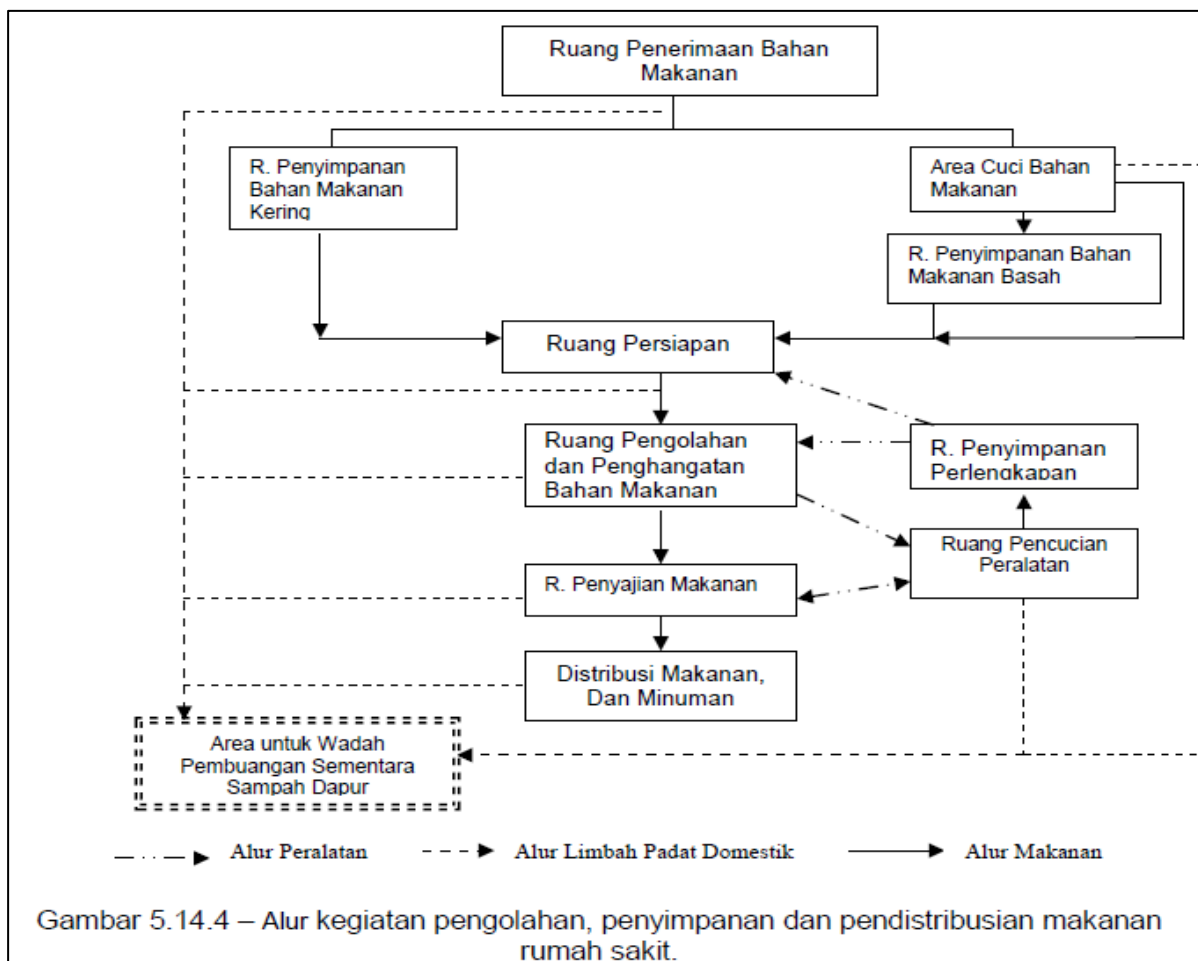 Ruang Penerimaan Bahan
Makanan
R. Penyimpanan
Bahan Makanan
Kering
Area Cuci Bahan
Makanan
R. Penyimpanan Bahan
Makanan Basah
Ruang Persiapan
Ruang Pengolahan
dan Penghangatan
Bahan Makanan
R. Penyimpanan
Perlengkapan
Ruang Pencucian
Peralatan
R. Penyajian Makanan
Distribusi Makanan,
Dan Minuman
Area untuk Wadah
Pembuangan Sementara
Sampah Dapur
Alur Peralatan
Alur Limbah Padat Domestik
Alur Makanan
Gambar 5.14.4 – Alur kegiatan pengolahan, penyimpanan dan pendistribusian makanan
rumah sakit.